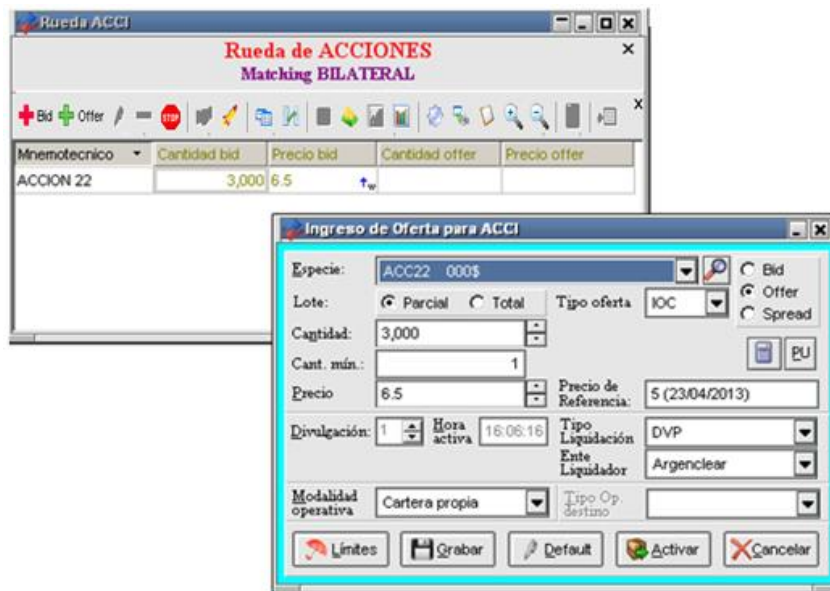 Rueda ACCI
Rueda de ACCIONES
Matching BILATERAL
Bid Offer STOP
Mnemotecnico Cantidad bid Precio bid Cantidad offer Precio offer
ACCION 22 3,000 6.5 w
Ingreso de Oferta para ACCI
Especie: ACC22 000$ Bid
Offer
Spread
Lote: Parcial Total Tipo oferta IOC
Cantidad: 3,000
Cant. mín.: 1 PU
Precio 6.5 Precio de Referencia: 5 (23/04/2013)
Divulgación: 1 Hora activa 16:06:16 Tipo Liquidación DVP
Ente Liquidador Argenclear
Modalidad operativa Cartera propia Tipo Op. destino
Límites Grabar Default Activar Cancelar